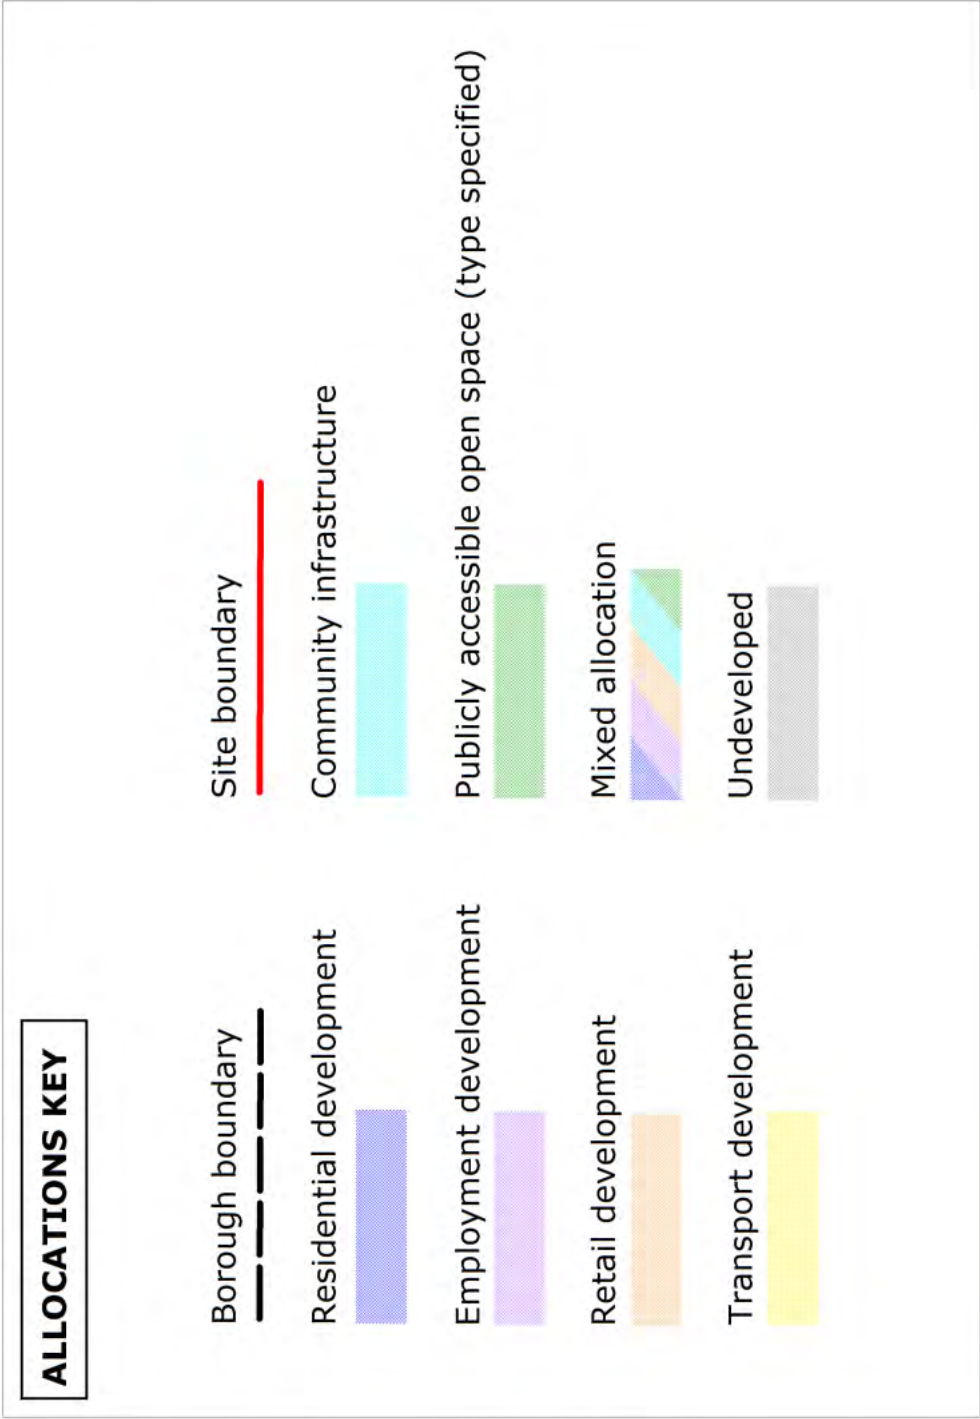 ALLOCATIONS KEY
Borough boundary
Site boundary
Residential development
Community infrastructure
Employment development
Publicly accessible open space (type specified)
Retail development
Mixed allocation
Transport development
Undeveloped